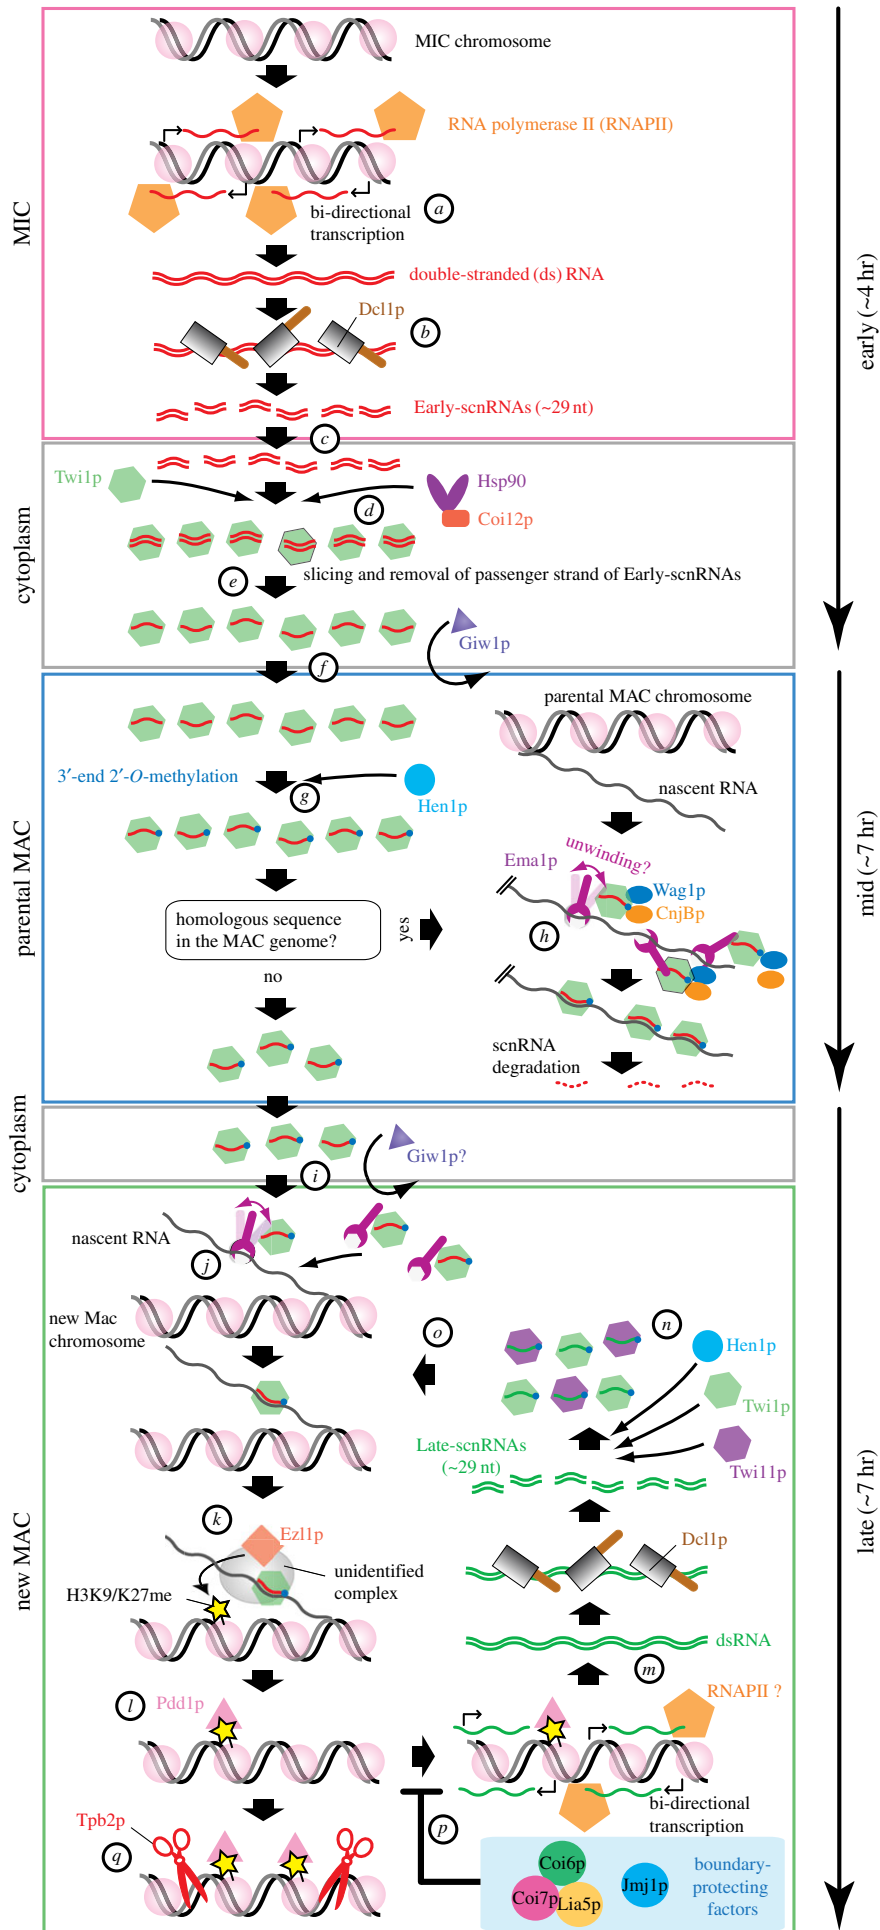 MIC
MIC chromosome
RNA polymerase II (RNAPII)
bi-directional
transcription
a
double-stranded (ds) RNA
Dcl1p
b
Early-scnRNAs (~29 nt)
c
early (~4 hr)
cytoplasm
Twi1p
Hsp90
Coi12p
d
e
slicing and removal of passenger strand of Early-scnRNAs
Giw1p
f
parental MAC
parental MAC chromosome
3′-end 2′-O-methylation
g
Hen1p
nascent RNA
homologous sequence
in the MAC genome?
yes
no
Ema1p
unwinding?
Wag1p
CnjBp
h
scnRNA
degradation
mid (~7 hr)
cytoplasm
Giw1p?
i
new MAC
nascent RNA
j
new Mac
chromosome
o
n
Hen1p
Twi1p
Twi11p
Late-scnRNAs
(~29 nt)
k
Ezl1p
unidentified
complex
H3K9/K27me
Dcl1p
dsRNA
m
l
Pdd1p
RNAPII ?
bi-directional
transcription
p
Tpb2p
q
Coi6p
Coi7p
Lia5p
Jmj1p
boundary-
protecting
factors
late (~7 hr)